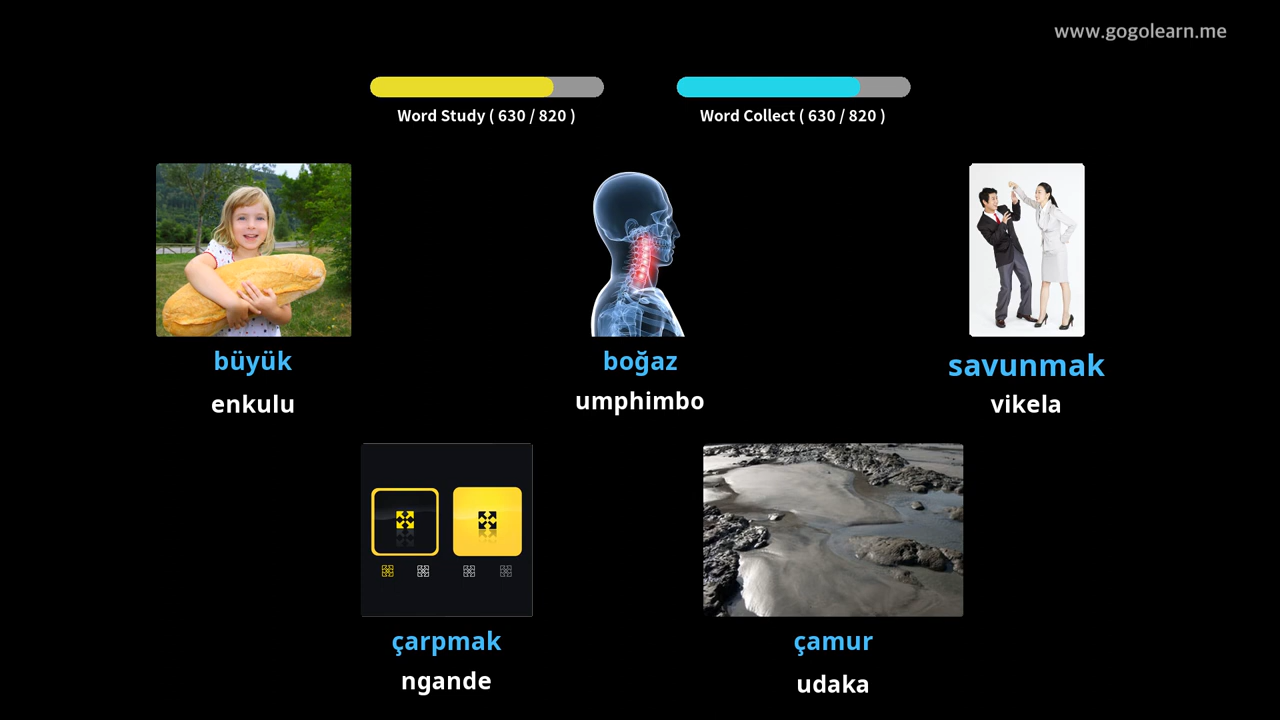 www.gogolearn.me
Word Study ( 630 / 820 )
Word Collect ( 630 / 820 )
büyük
enkulu
boğaz
umphimbo
savunmak
vikela
çarpmak
ngande
çamur
udaka